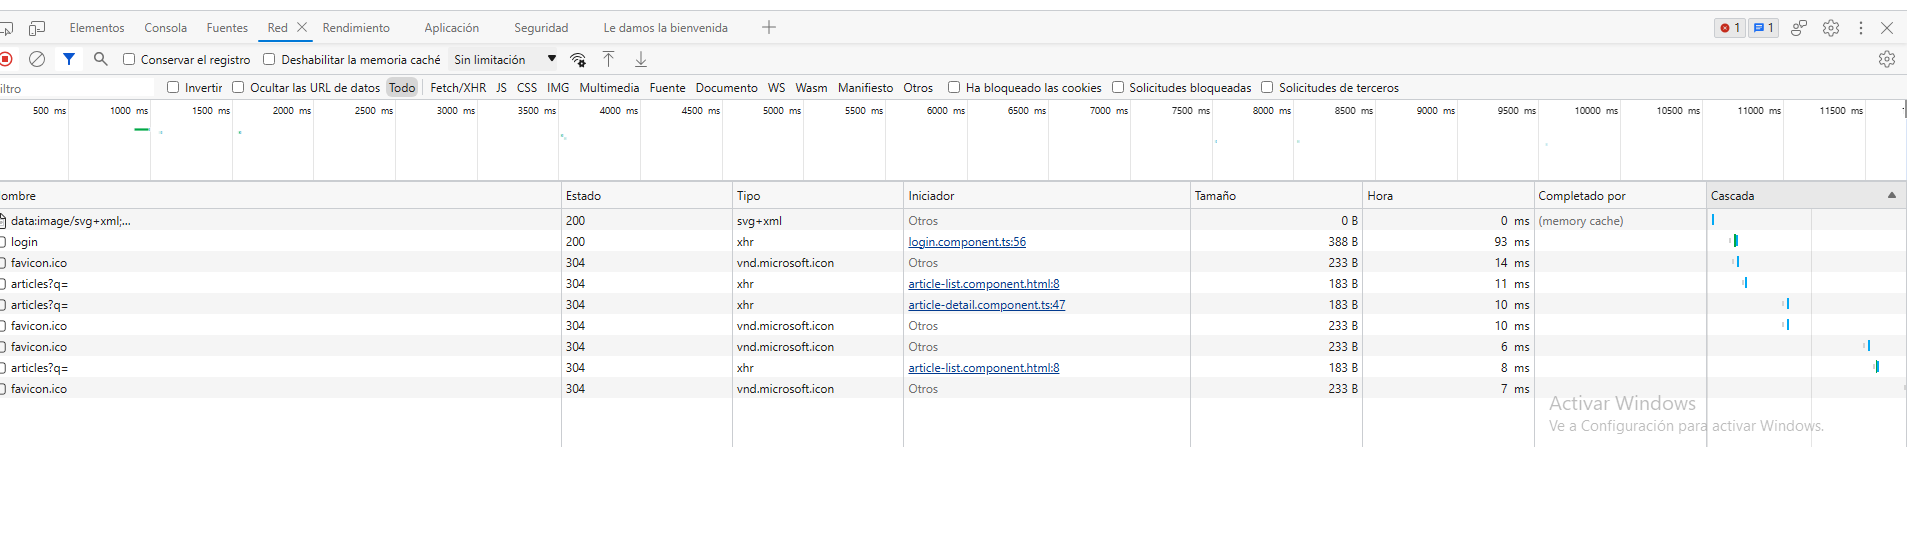 Elementos Consola Fuentes Red Rendimiento Aplicación Seguridad Le damos la bienvenida 1 1
Conservar el registro Deshabilitar la memoria caché Sin limitación
iltro Invertir Ocultar las URL de datos Todo Fetch/XHR JS CSS IMG Multimedia Fuente Documento WS Wasm Manifiesto Otros Ha bloqueado las cookies Solicitudes bloqueadas Solicitudes de terceros
500 ms 1000 ms 1500 ms 2000 ms 2500 ms 3000 ms 3500 ms 4000 ms 4500 ms 5000 ms 5500 ms 6000 ms 6500 ms 7000 ms 7500 ms 8000 ms 8500 ms 9000 ms 9500 ms 10000 ms 10500 ms 11000 ms 11500 ms
ombre Estado Tipo Iniciador Tamaño Hora Completado por Cascada
data:image/svg+xml;... 200 svg+xml Otros 0 B 0 ms (memory cache)
login 200 xhr login.component.ts:56 388 B 93 ms
favicon.ico 304 vnd.microsoft.icon Otros 233 B 14 ms
articles?q= 304 xhr article-list.component.html:8 183 B 11 ms
articles?q= 304 xhr article-detail.component.ts:47 183 B 10 ms
favicon.ico 304 vnd.microsoft.icon Otros 233 B 10 ms
favicon.ico 304 vnd.microsoft.icon Otros 233 B 6 ms
articles?q= 304 xhr article-list.component.html:8 183 B 8 ms
favicon.ico 304 vnd.microsoft.icon Otros 233 B 7 ms
Activar Windows
Ve a Configuración para activar Windows.